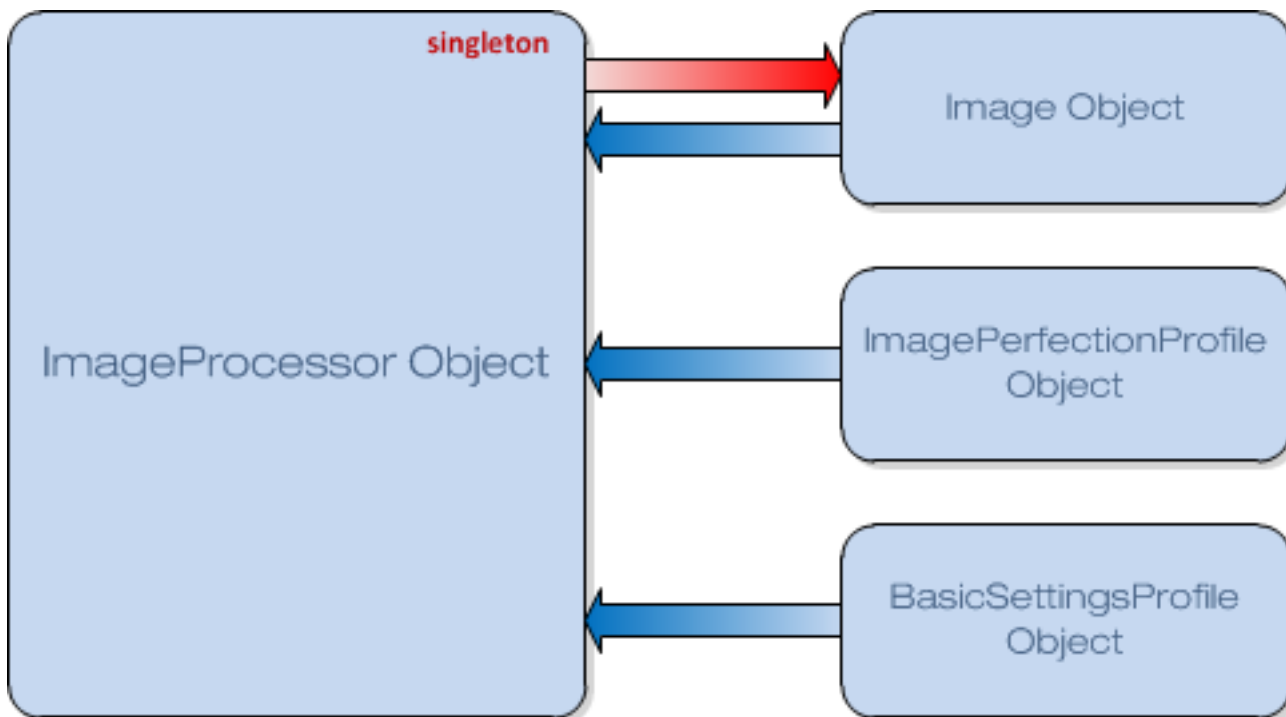 singleton
Image Object
ImageProcessor Object
ImagePerfectionProfile
Object
BasicSettingsProfile
Object